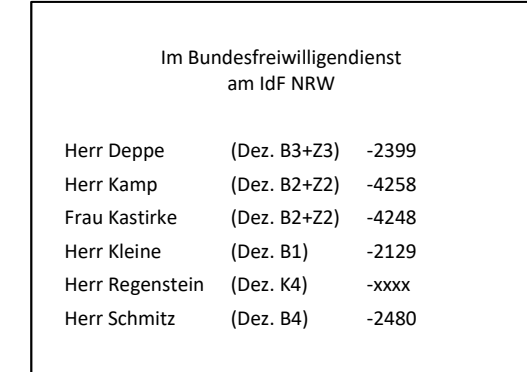 Im Bundesfreiwilligendienst
am IdF NRW
Herr Deppe (Dez. B3+Z3) -2399
Herr Kamp (Dez. B2+Z2) -4258
Frau Kastirke (Dez. B2+Z2) -4248
Herr Kleine (Dez. B1) -2129
Herr Regenstein (Dez. K4) -xxxx
Herr Schmitz (Dez. B4) -2480